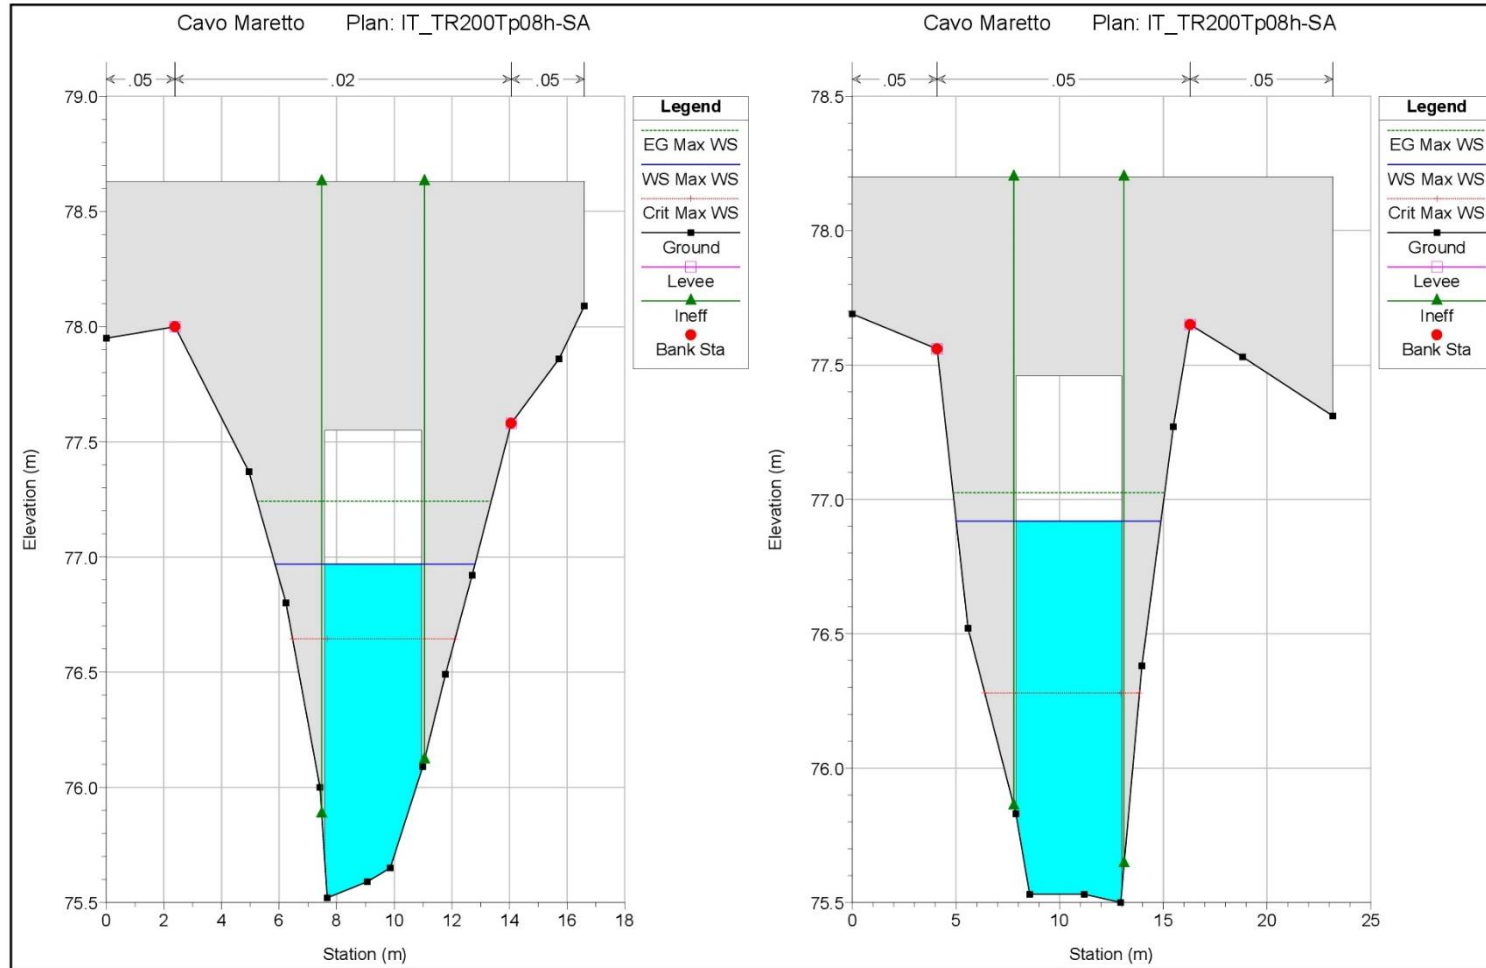 Cavo Maretto Plan: IT_TR200Tp08h-SA
.05 .02 .05
79.0
78.5
78.0
77.5
77.0
76.5
76.0
75.5
Elevation (m)
0 2 4 6 8 10 12 14 16 18
Station (m)
Legend
EG Max WS
WS Max WS
Crit Max WS
Ground
Levee
Ineff
Bank Sta
Cavo Maretto Plan: IT_TR200Tp08h-SA
.05 .05 .05
78.5
78.0
77.5
77.0
76.5
76.0
75.5
Elevation (m)
0 5 10 15 20 25
Station (m)
Legend
EG Max WS
WS Max WS
Crit Max WS
Ground
Levee
Ineff
Bank Sta